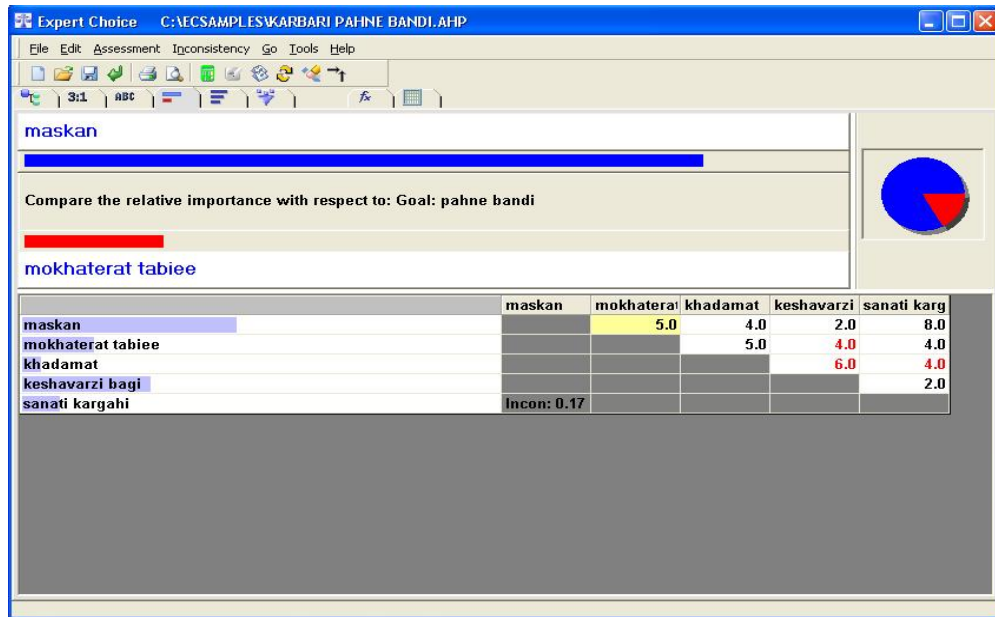 Expert Choice C:\ECSAMPLES\KARBARI PAHNE BANDI.AHP
File Edit Assessment Inconsistency Go Tools Help
3:1 ABC fx
maskan
Compare the relative importance with respect to: Goal: pahne bandi
mokhaterat tabiee
maskan mokhaterat khadamat keshavarzi sanati karg
maskan 5.0 4.0 2.0 8.0
mokhaterat tabiee 5.0 4.0 4.0
khadamat 6.0 4.0
keshavarzi bagi 2.0
sanati kargahi Incon: 0.17